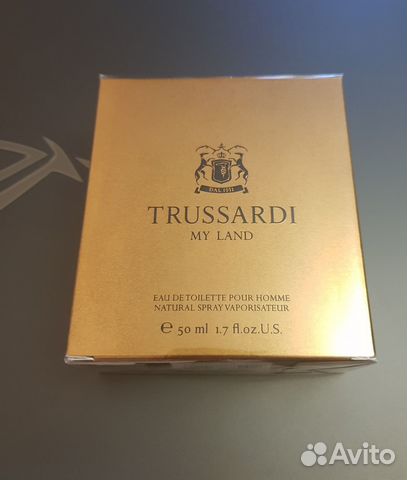 DAL 1911
TRUSSARDI
MY LAND
EAU DE TOILETTE POUR HOMME
NATURAL SPRAY VAPORISATEUR
e 50 ml 1.7 fl.oz.U.S.
Avito